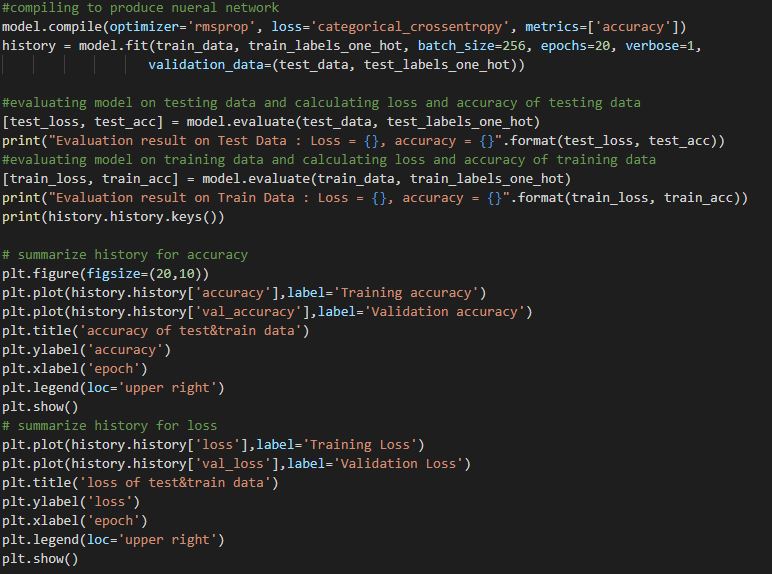 #compiling to produce nueral network
model.compile(optimizer='rmsprop', loss='categorical_crossentropy', metrics=['accuracy'])
history = model.fit(train_data, train_labels_one_hot, batch_size=256, epochs=20, verbose=1,
validation_data=(test_data, test_labels_one_hot))
#evaluating model on testing data and calculating loss and accuracy of testing data
[test_loss, test_acc] = model.evaluate(test_data, test_labels_one_hot)
print("Evaluation result on Test Data : Loss = {}, accuracy = {}".format(test_loss, test_acc))
#evaluating model on training data and calculating loss and accuracy of training data
[train_loss, train_acc] = model.evaluate(train_data, train_labels_one_hot)
print("Evaluation result on Train Data : Loss = {}, accuracy = {}".format(train_loss, train_acc))
print(history.history.keys())
# summarize history for accuracy
plt.figure(figsize=(20,10))
plt.plot(history.history['accuracy'],label='Training accuracy')
plt.plot(history.history['val_accuracy'],label='Validation accuracy')
plt.title('accuracy of test&train data')
plt.ylabel('accuracy')
plt.xlabel('epoch')
plt.legend(loc='upper right')
plt.show()
# summarize history for loss
plt.plot(history.history['loss'],label='Training Loss')
plt.plot(history.history['val_loss'],label='Validation Loss')
plt.title('loss of test&train data')
plt.ylabel('loss')
plt.xlabel('epoch')
plt.legend(loc='upper right')
plt.show()